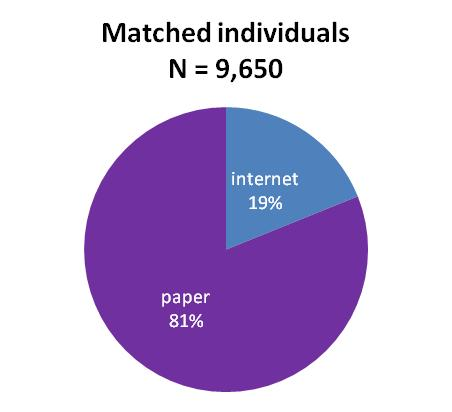 Matched individuals
N = 9,650
internet
19%
paper
81%